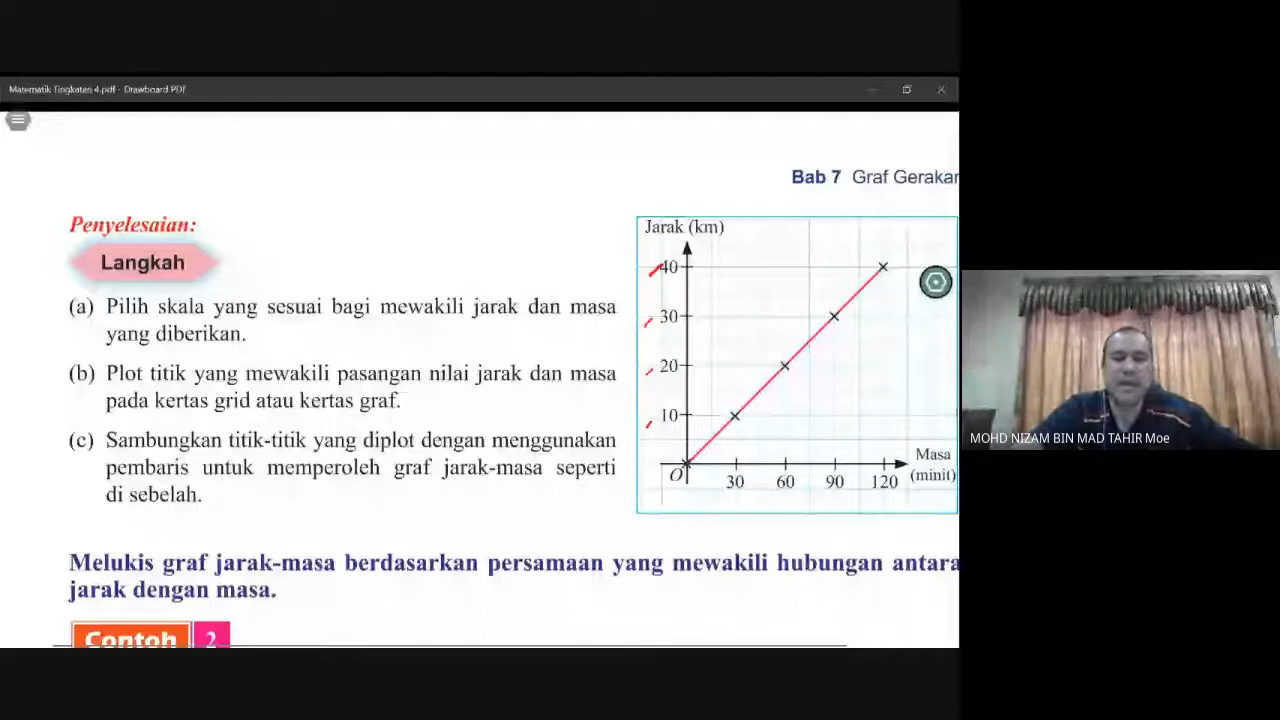 Matematik Tingkatan 4.pdf - Drawboard PDF
Bab 7 Graf Gerakan
Penyelesaian:
Langkah
(a) Pilih skala yang sesuai bagi mewakili jarak dan masa
yang diberikan.
(b) Plot titik yang mewakili pasangan nilai jarak dan masa
pada kertas grid atau kertas graf.
(c) Sambungkan titik-titik yang diplot dengan menggunakan
pembaris untuk memperoleh graf jarak-masa seperti
di sebelah.
Jarak (km)
40
30
20
10
O
30 60 90 120
Masa
(minit)
MOHD NIZAM BIN MAD TAHIR Moe
Melukis graf jarak-masa berdasarkan persamaan yang mewakili hubungan antara
jarak dengan masa.
Contoh 2